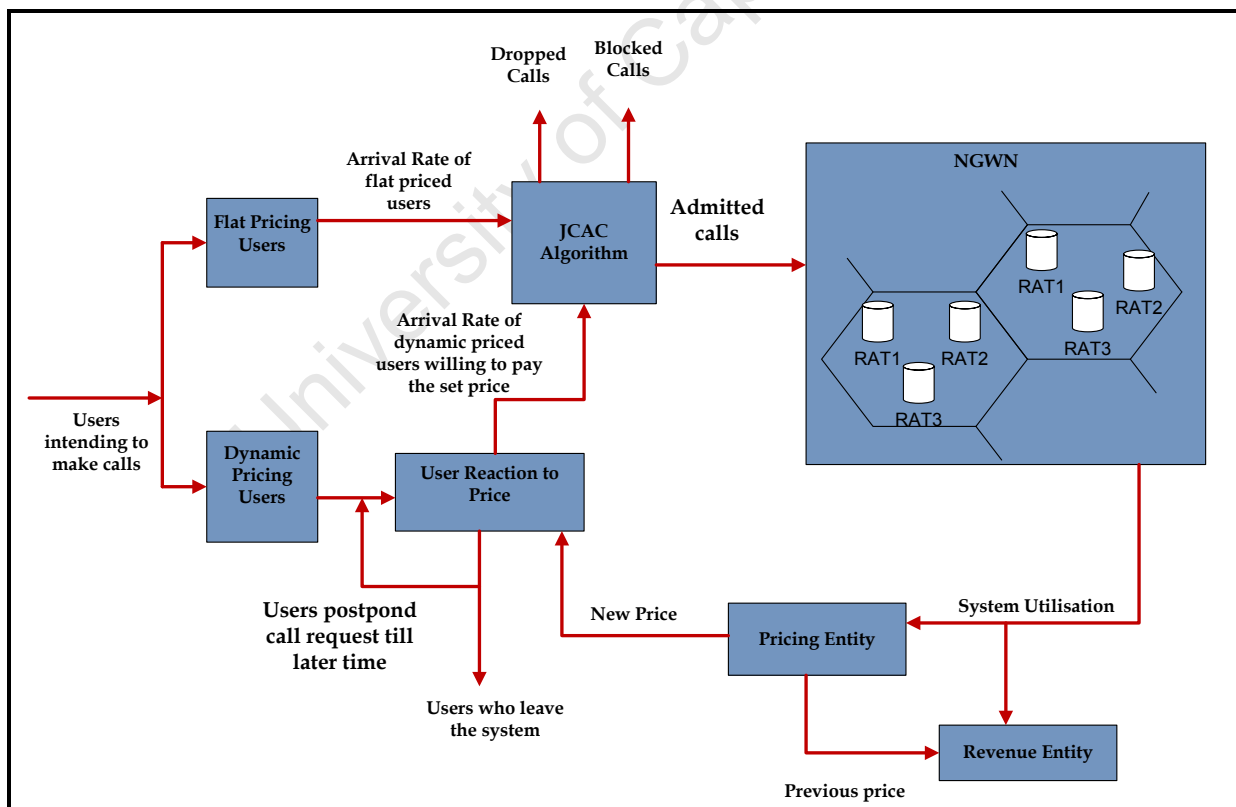 University of Cap
Dropped
Calls
Blocked
Calls
Arrival Rate of
flat priced
users
Flat Pricing
Users
JCAC
Algorithm
Admitted
calls
NGWN
RAT1
RAT2
RAT3
RAT1
RAT2
RAT3
Arrival Rate of
dynamic priced
users willing to pay
the set price
Users
intending to
make calls
Dynamic
Pricing
Users
User Reaction to
Price
Users postpond
call request till
later time
New Price
System Utilisation
Pricing Entity
Users who leave
the system
Revenue Entity
Previous price